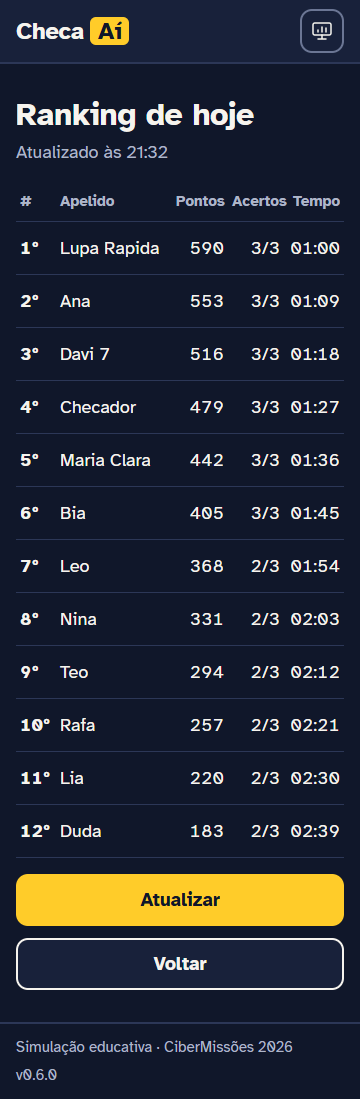 Checa Aí
Ranking de hoje
Atualizado às 21:32
# Apelido Pontos Acertos Tempo
1º Lupa Rapida 590 3/3 01:00
2º Ana 553 3/3 01:09
3º Davi 7 516 3/3 01:18
4º Checador 479 3/3 01:27
5º Maria Clara 442 3/3 01:36
6º Bia 405 3/3 01:45
7º Leo 368 2/3 01:54
8º Nina 331 2/3 02:03
9º Teo 294 2/3 02:12
10º Rafa 257 2/3 02:21
11º Lia 220 2/3 02:30
12º Duda 183 2/3 02:39
Atualizar
Voltar
Simulação educativa · CiberMissões 2026
v0.6.0